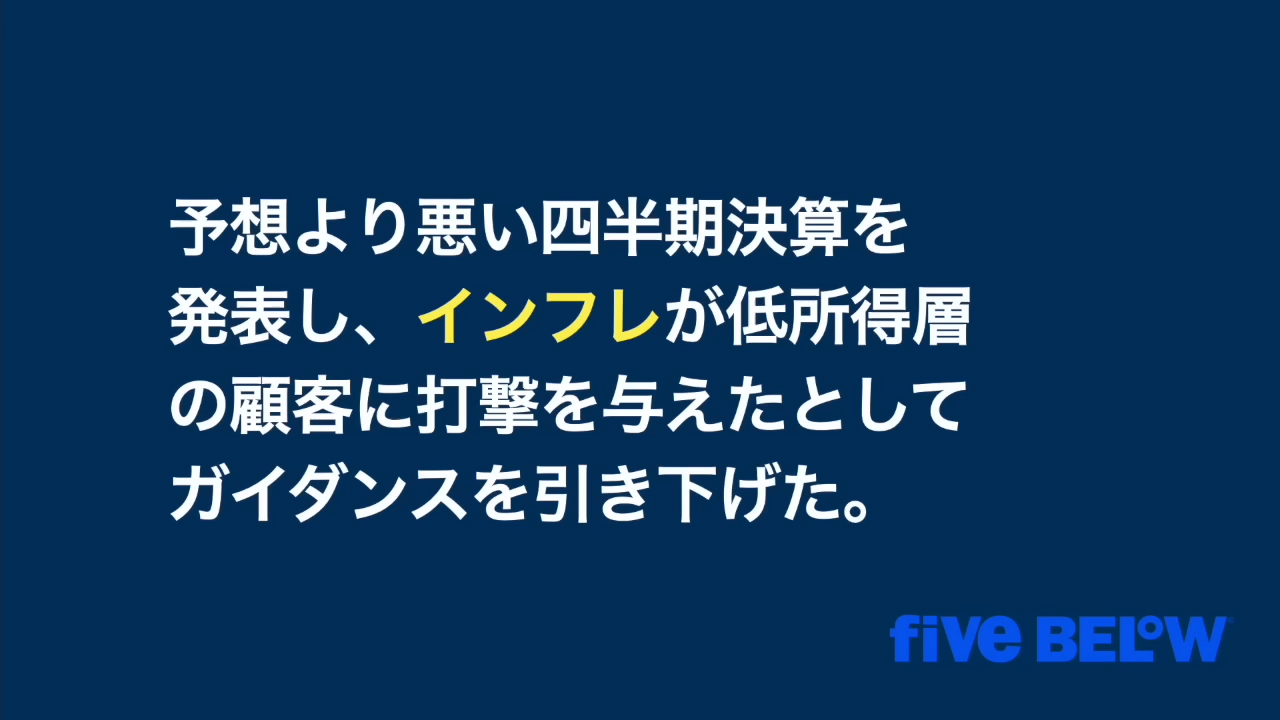 予想より悪い四半期決算を
発表し、インフレが低所得層
の顧客に打撃を与えたとして
ガイダンスを引き下げた。
five BELOW